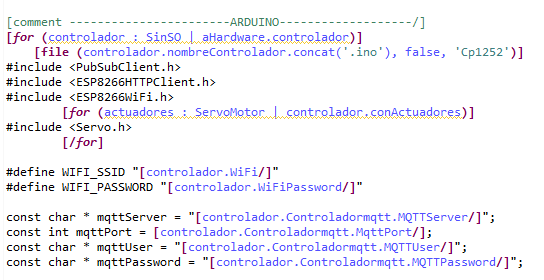 [comment -----------------------ARDUINO-------------------/]
[for (controlador : SinSO | aHardware.controlador)]
[file (controlador.nombreControlador.concat('.ino'), false, 'Cp1252')]
#include <PubSubClient.h>
#include <ESP8266HTTPClient.h>
#include <ESP8266WiFi.h>
[for (actuadores : ServoMotor | controlador.conActuadores)]
#include <Servo.h>
[/for]
#define WIFI_SSID "[controlador.WiFi/]"
#define WIFI_PASSWORD "[controlador.WiFiPassword/]"
const char * mqttServer = "[controlador.Controladormqtt.MQTTServer/]";
const int mqttPort = [controlador.Controladormqtt.MqttPort/];
const char * mqttUser = "[controlador.Controladormqtt.MQTTUser/]";
const char * mqttPassword = "[controlador.Controladormqtt.MQTTPassword/]";